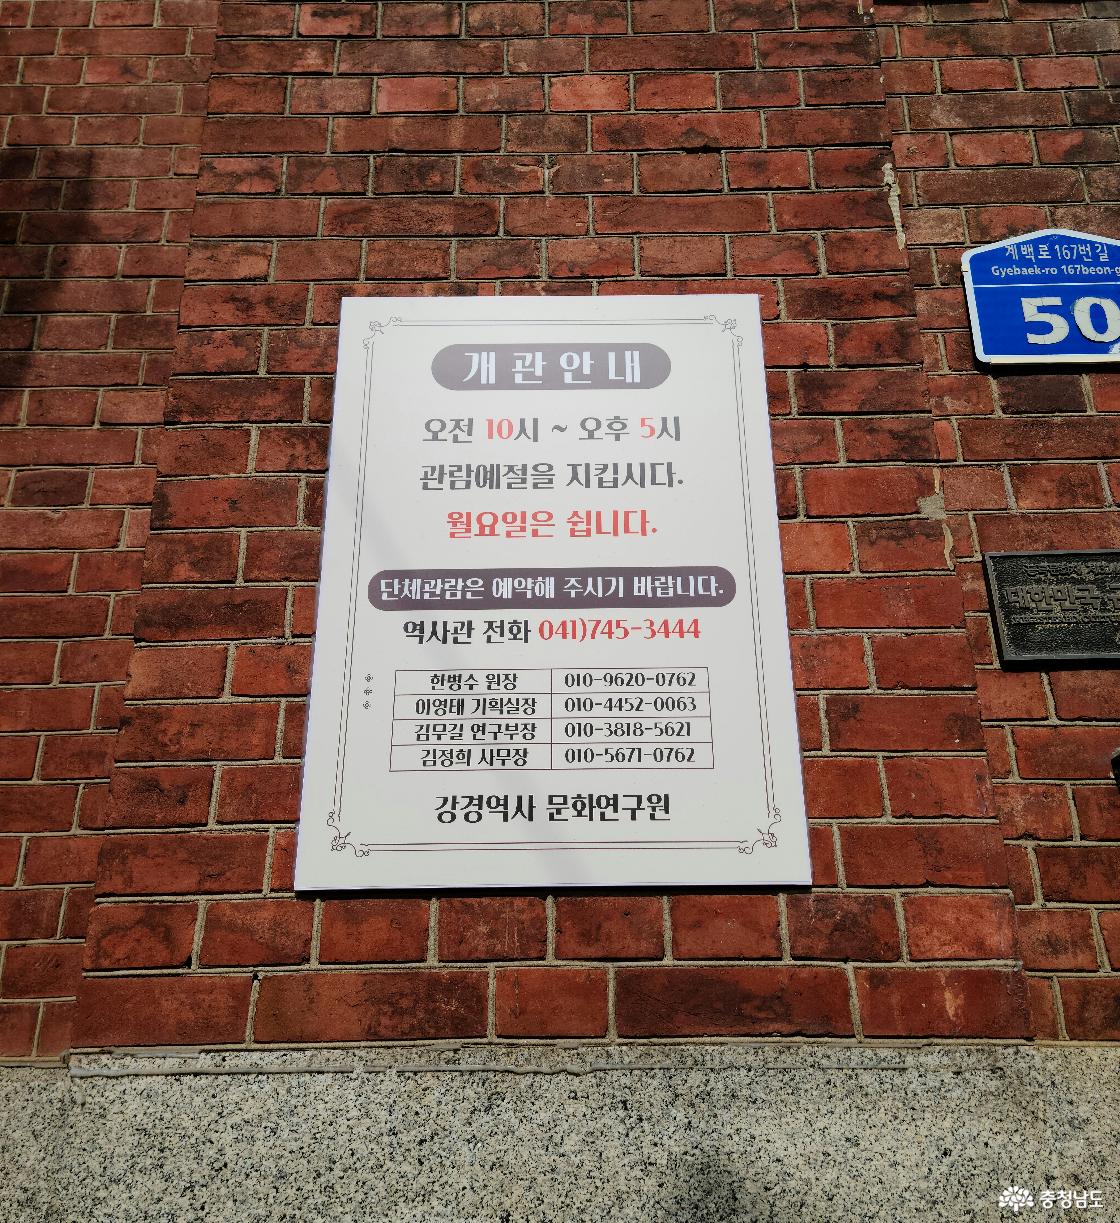 개관안내
오전 10시 ~ 오후 5시
관람예절을 지킵시다.
월요일은 쉽니다.
단체관람은 예약해 주시기 바랍니다.
역사관 전화 041)745-3444
한병수 원장 010-9620-0762
이영태 기획실장 010-4452-0063
김무길 연구부장 010-3818-5621
김정희 사무장 010-5671-0762
강경역사 문화연구원
계백로 167번길
Gyebaek-ro 167beon-g
50
대한민국
충청남도